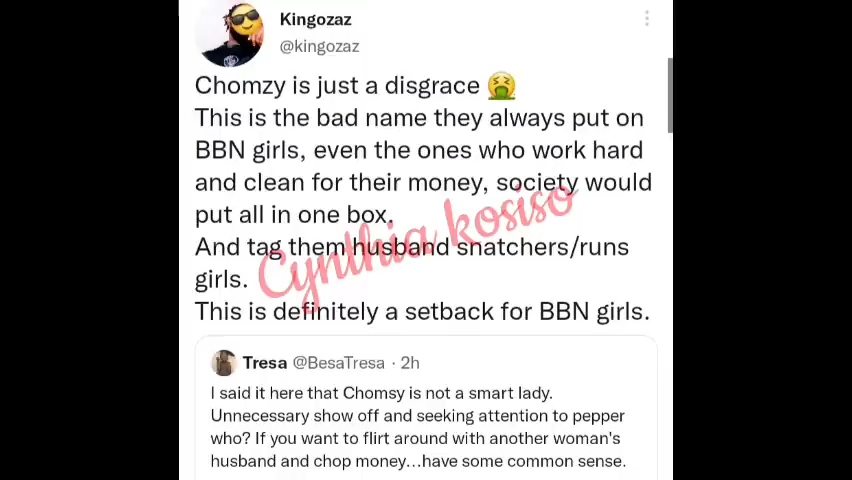 Kingozaz
@kingozaz
Chomzy is just a disgrace 🤮
This is the bad name they always put on
BBN girls, even the ones who work hard
and clean for their money, society would
put all in one box.
And tag them husband snatchers/runs
girls.
This is definitely a setback for BBN girls.
Cynthia kosiso
Tresa @BesaTresa · 2h
I said it here that Chomsy is not a smart lady.
Unnecessary show off and seeking attention to pepper
who? If you want to flirt around with another woman's
husband and chop money...have some common sense.